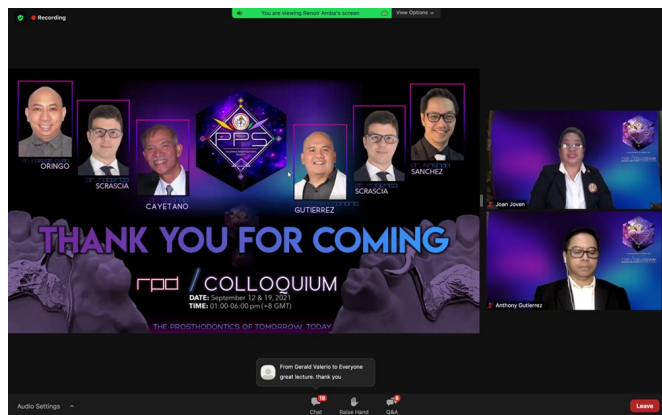 Recording
You are viewing Renoir Amba's screen
View Options
PPS
ORINGO
SCRASCIA
CAYETANO
GUTIERREZ
SCRASCIA
SANCHEZ
THANK YOU FOR COMING
rpd / COLLOQUIUM
DATE: September 12 & 19, 2021
TIME: 01:00-06:00 pm (+8 GMT)
THE PROSTHODONTICS OF TOMORROW, TODAY
Joan Joven
Anthony Gutierrez
From Gerald Valerio to Everyone
great lecture. thank you
Audio Settings
18
Chat
Raise Hand
Q&A
Leave